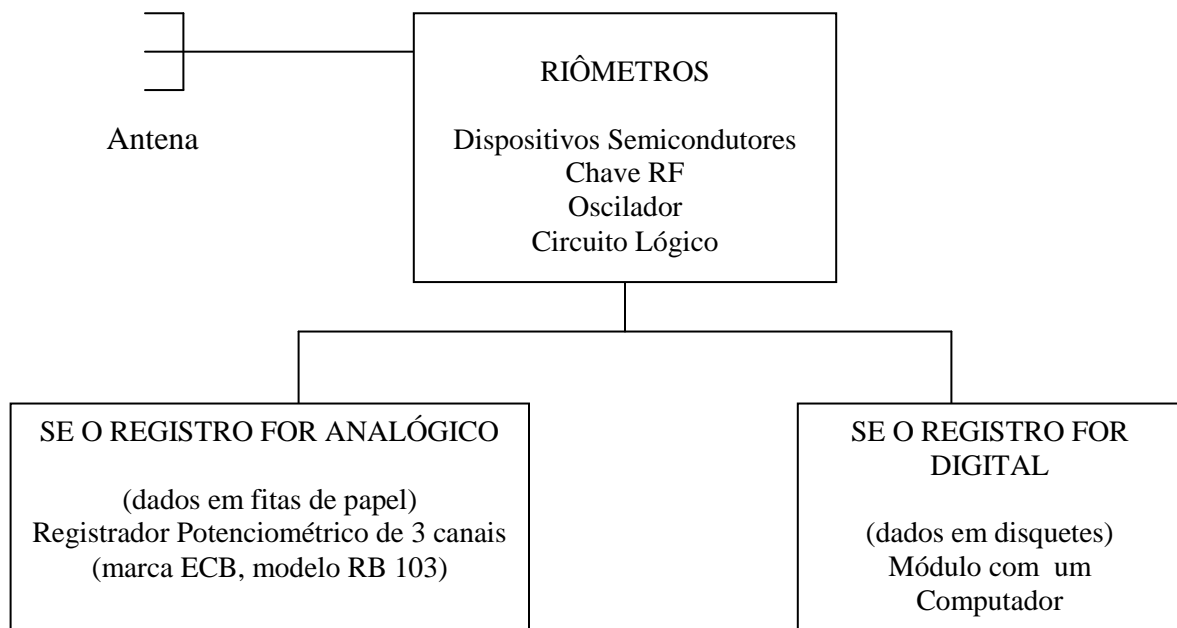 RIÔMETROS
Antena
Dispositivos Semicondutores
Chave RF
Oscilador
Circuito Lógico
SE O REGISTRO FOR ANALÓGICO
(dados em fitas de papel)
Registrador Potenciométrico de 3 canais
(marca ECB, modelo RB 103)
SE O REGISTRO FOR
DIGITAL
(dados em disquetes)
Módulo com um
Computador